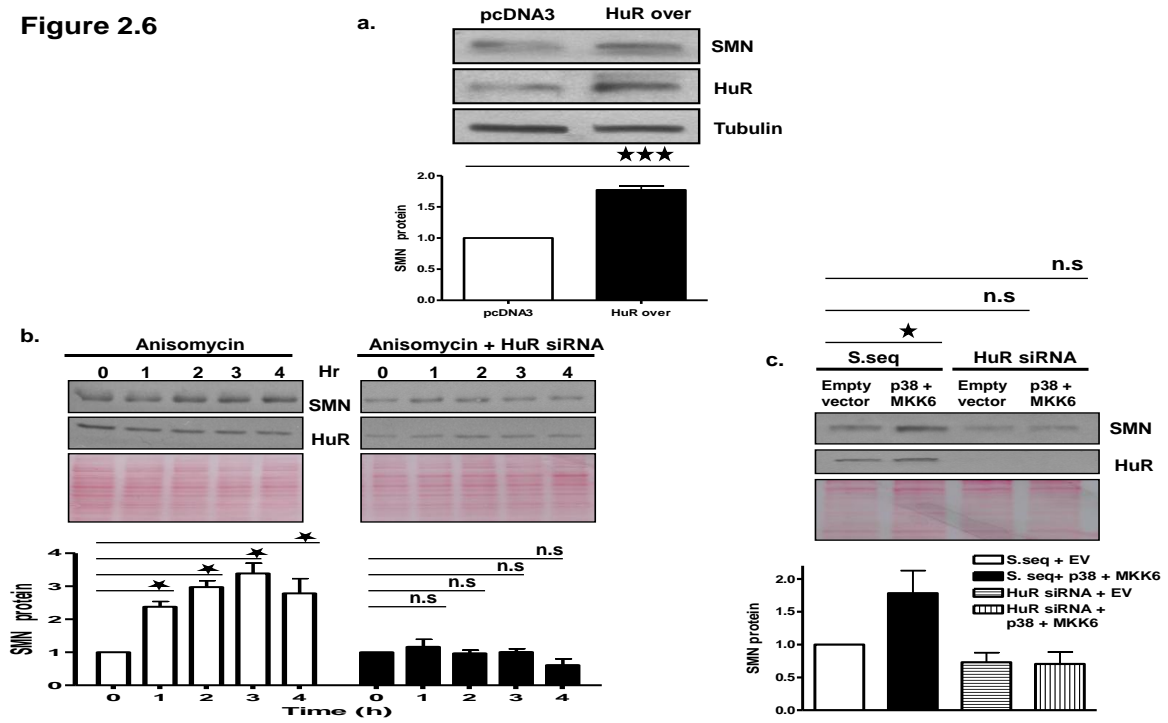 Figure 2.6
a.
pcDNA3 HuR over
SMN
HuR
Tubulin
★★★
SMN protein
2.0
1.5
1.0
0.5
0.0
pcDNA3 HuR over
b.
Anisomycin Anisomycin + HuR siRNA
0 1 2 3 4 Hr 0 1 2 3 4
SMN
HuR
SMN protein
4
3
2
1
0
n.s
n.s
n.s
n.s
0 1 2 3 4 0 1 2 3 4
Time (h)
c.
n.s
n.s
S.seq HuR siRNA
Empty vector p38 + MKK6 Empty vector p38 + MKK6
SMN
HuR
SMN protein
2.0
1.5
1.0
0.5
0.0
S.seq + EV
S. seq+ p38 + MKK6
HuR siRNA + EV
HuR siRNA +
p38 + MKK6